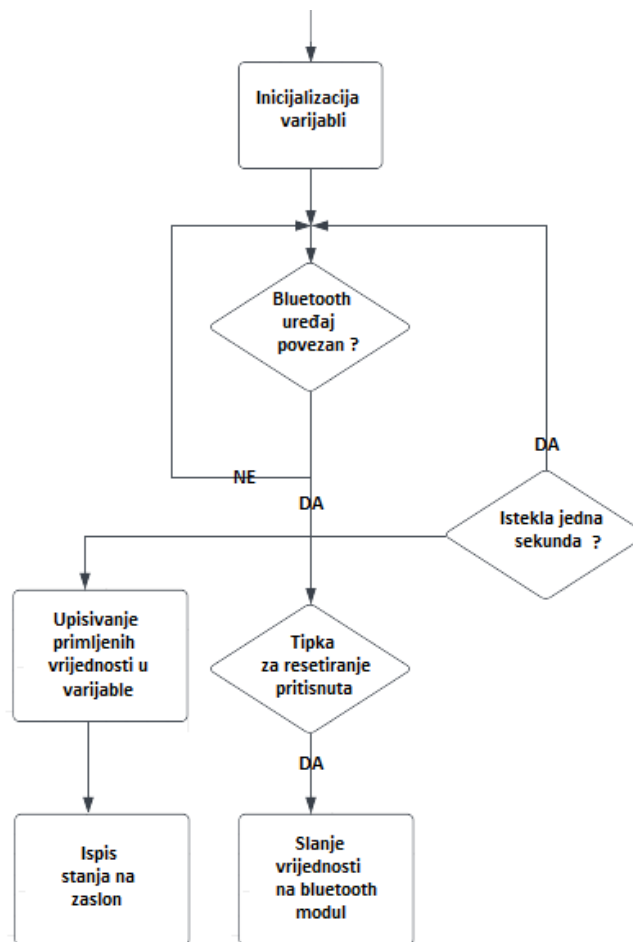 Inicijalizacija
varijabli
Bluetooth
uređaj
povezan ?
NE
DA
DA
Istekla jedna
sekunda ?
Upisivanje
primljenih
vrijednosti u
varijable
Tipka
za resetiranje
pritisnuta
DA
Ispis
stanja na
zaslon
Slanje
vrijednosti
na bluetooth
modul